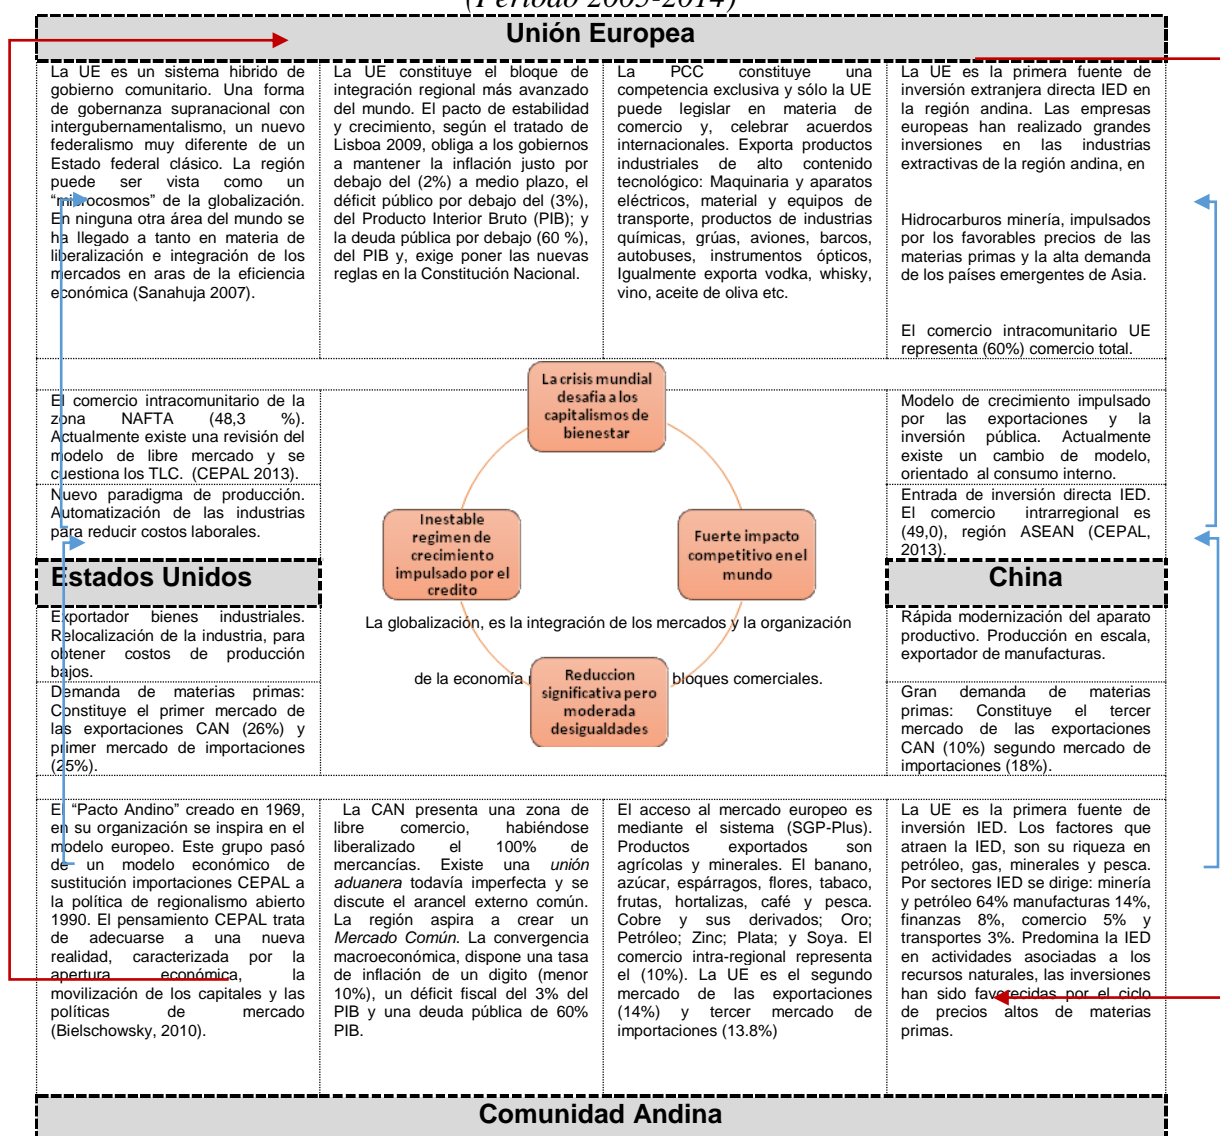 (Período 2005-2014)
Unión Europea
La UE es un sistema hibrido de
gobierno comunitario. Una forma
de gobernanza supranacional con
intergubernamentalismo, un nuevo
federalismo muy diferente de un
Estado federal clásico. La región
puede ser vista como un
“microcosmos” de la globalización.
En ninguna otra área del mundo se
ha llegado a tanto en materia de
liberalización e integración de los
mercados en aras de la eficiencia
económica (Sanahuja 2007).
La UE constituye el bloque de
integración regional más avanzado
del mundo. El pacto de estabilidad
y crecimiento, según el tratado de
Lisboa 2009, obliga a los gobiernos
a mantener la inflación justo por
debajo del (2%) a medio plazo, el
déficit público por debajo del (3%),
del Producto Interior Bruto (PIB); y
la deuda pública por debajo (60 %),
del PIB y, exige poner las nuevas
reglas en la Constitución Nacional.
La PCC constituye una
competencia exclusiva y sólo la UE
puede legislar en materia de
comercio y, celebrar acuerdos
internacionales. Exporta productos
industriales de alto contenido
tecnológico: Maquinaria y aparatos
eléctricos, material y equipos de
transporte, productos de industrias
químicas, grúas, aviones, barcos,
autobuses, instrumentos ópticos,
Igualmente exporta vodka, whisky,
vino, aceite de oliva etc.
La UE es la primera fuente de
inversión extranjera directa IED en
la región andina. Las empresas
europeas han realizado grandes
inversiones en las industrias
extractivas de la región andina, en
Hidrocarburos minería, impulsados
por los favorables precios de las
materias primas y la alta demanda
de los países emergentes de Asia.
El comercio intracomunitario UE
representa (60%) comercio total.
El comercio intracomunitario de la
zona NAFTA (48,3 %).
Actualmente existe una revisión del
modelo de libre mercado y se
cuestiona los TLC. (CEPAL 2013).
Nuevo paradigma de producción.
Automatización de las industrias
para reducir costos laborales.
Estados Unidos
Exportador bienes industriales.
Relocalización de la industria, para
obtener costos de producción
bajos.
Demanda de materias primas:
Constituye el primer mercado de
las exportaciones CAN (26%) y
primer mercado de importaciones
(25%).
La crisis mundial
desafia a los
capitalismos de
bienestar
Inestable
regimen de
crecimiento
impulsado por el
credito
Fuerte impacto
competitivo en el
mundo
La globalización, es la integración de los mercados y la organización
de la economía bloques comerciales.
Reduccion
significativa pero
moderada
desigualdades
Modelo de crecimiento impulsado
por las exportaciones y la
inversión pública. Actualmente
existe un cambio de modelo,
orientado al consumo interno.
Entrada de inversión directa IED.
El comercio intrarregional es
(49,0), región ASEAN (CEPAL,
2013).
China
Rápida modernización del aparato
productivo. Producción en escala,
exportador de manufacturas.
Gran demanda de materias
primas: Constituye el tercer
mercado de las exportaciones
CAN (10%) segundo mercado de
importaciones (18%).
El “Pacto Andino” creado en 1969,
en su organización se inspira en el
modelo europeo. Este grupo pasó
de un modelo económico de
sustitución importaciones CEPAL a
la política de regionalismo abierto
1990. El pensamiento CEPAL trata
de adecuarse a una nueva
realidad, caracterizada por la
apertura económica, la
movilización de los capitales y las
políticas de mercado
(Bielschowsky, 2010).
La CAN presenta una zona de
libre comercio, habiéndose
liberalizado el 100% de
mercancías. Existe una unión
aduanera todavía imperfecta y se
discute el arancel externo común.
La región aspira a crear un
Mercado Común. La convergencia
macroeconómica, dispone una tasa
de inflación de un digito (menor
10%), un déficit fiscal del 3% del
PIB y una deuda pública de 60%
PIB.
El acceso al mercado europeo es
mediante el sistema (SGP-Plus).
Productos exportados son
agrícolas y minerales. El banano,
azúcar, espárragos, flores, tabaco,
frutas, hortalizas, café y pesca.
Cobre y sus derivados; Oro;
Petróleo; Zinc; Plata; y Soya. El
comercio intra-regional representa
el (10%). La UE es el segundo
mercado de las exportaciones
(14%) y tercer mercado de
importaciones (13.8%)
La UE es la primera fuente de
inversión IED. Los factores que
atraen la IED, son su riqueza en
petróleo, gas, minerales y pesca.
Por sectores IED se dirige: minería
y petróleo 64% manufacturas 14%,
finanzas 8%, comercio 5% y
transportes 3%. Predomina la IED
en actividades asociadas a los
recursos naturales, las inversiones
han sido favorecidas por el ciclo
de precios altos de materias
primas.
Comunidad Andina